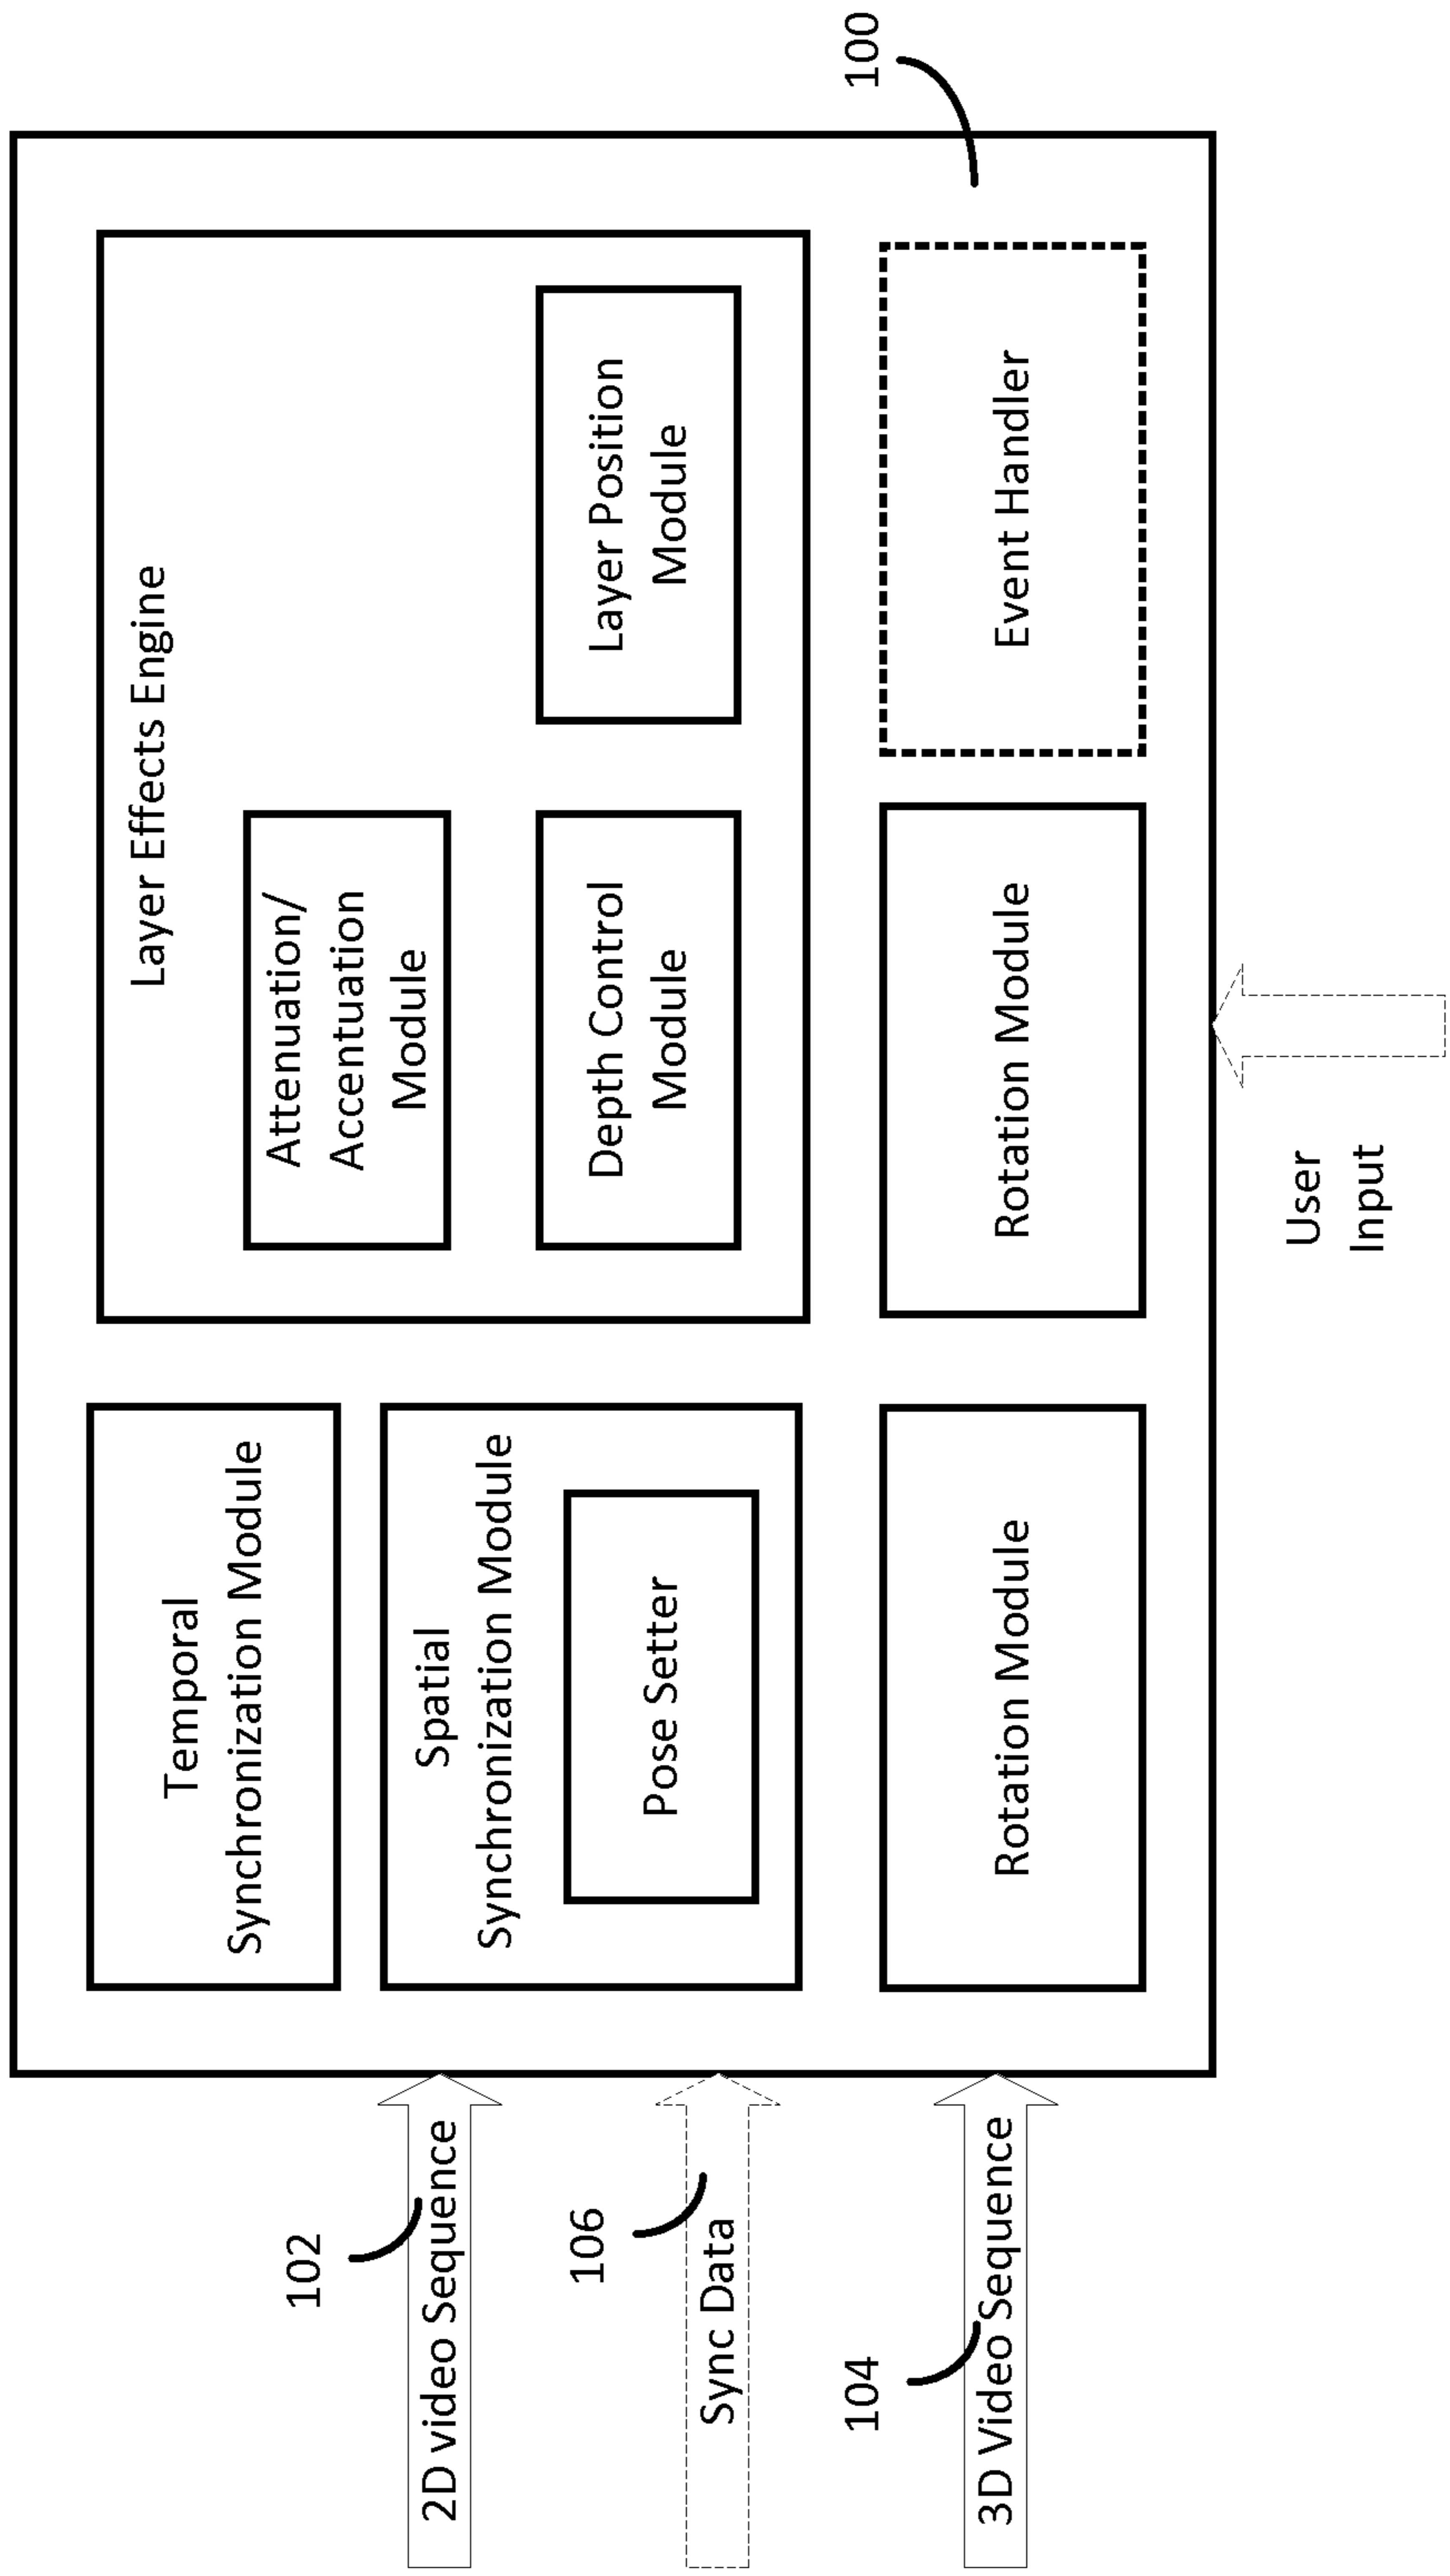 100
Layer Effects Engine
Temporal
Synchronization Module
Attenuation/
Accentuation
Module
102
2D video Sequence
Spatial
Synchronization Module
Pose Setter
Depth Control
Module
Layer Position
Module
106
Sync Data
104
3D Video Sequence
Rotation Module
Rotation Module
Event Handler
User
Input